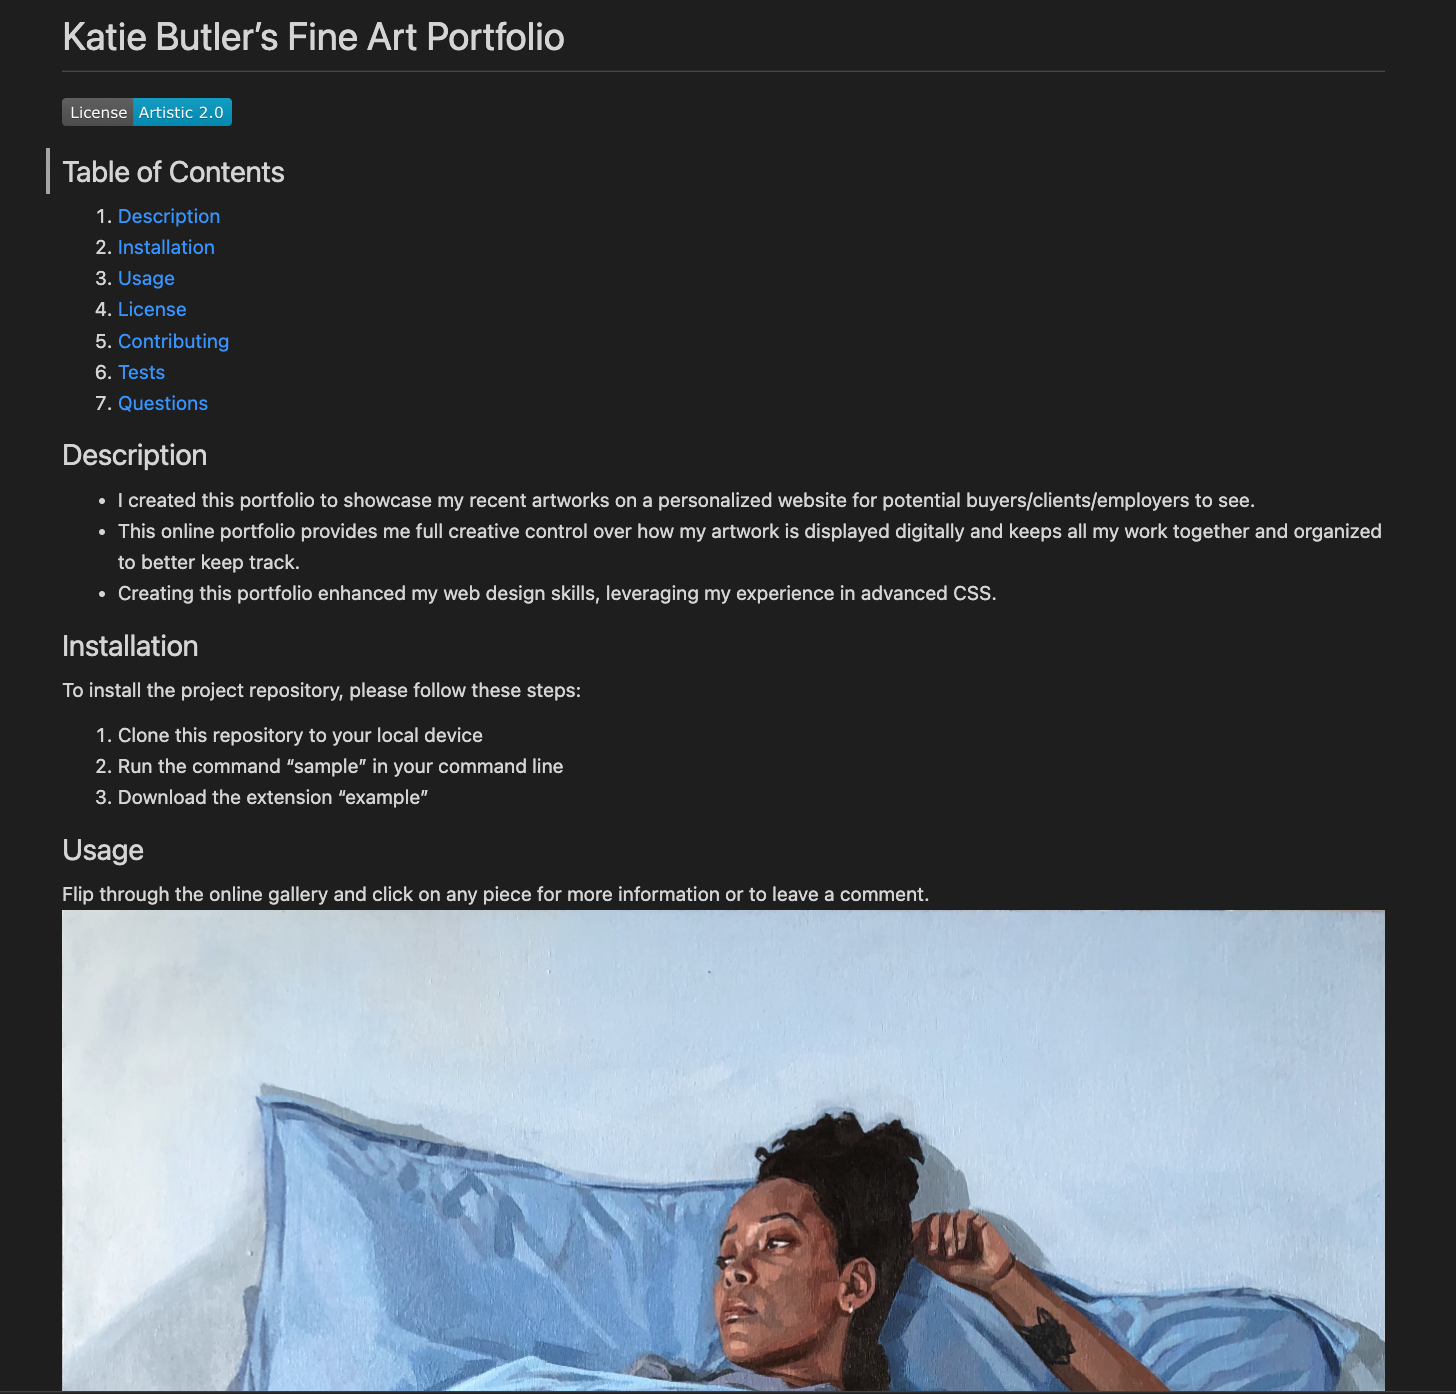 Katie Butler’s Fine Art Portfolio
License Artistic 2.0
Table of Contents
1. Description
2. Installation
3. Usage
4. License
5. Contributing
6. Tests
7. Questions
Description
• I created this portfolio to showcase my recent artworks on a personalized website for potential buyers/clients/employers to see.
• This online portfolio provides me full creative control over how my artwork is displayed digitally and keeps all my work together and organized
to better keep track.
• Creating this portfolio enhanced my web design skills, leveraging my experience in advanced CSS.
Installation
To install the project repository, please follow these steps:
1. Clone this repository to your local device
2. Run the command “sample” in your command line
3. Download the extension “example”
Usage
Flip through the online gallery and click on any piece for more information or to leave a comment.